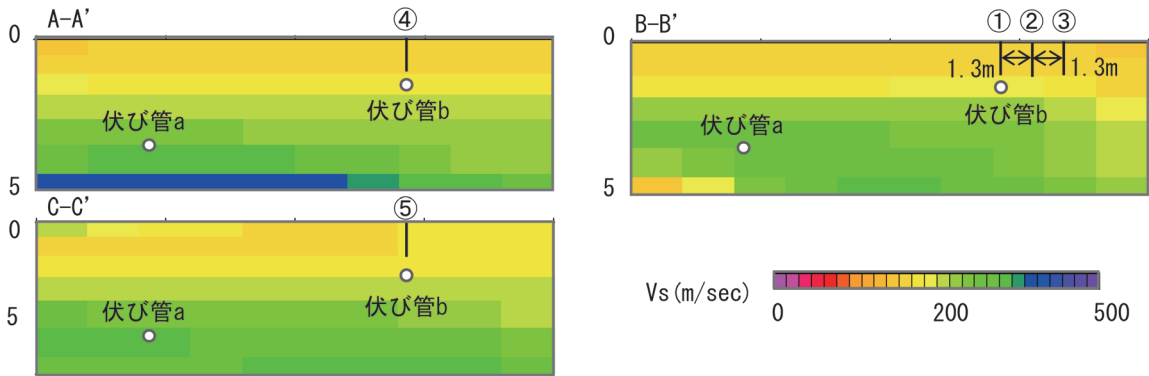 A-A’
④
0
伏び管b
伏び管a
5
C-C’
⑤
0
伏び管b
伏び管a
5
B-B’
① ② ③
0
1.3m 1.3m
伏び管b
伏び管a
5
Vs(m/sec)
0 200 500